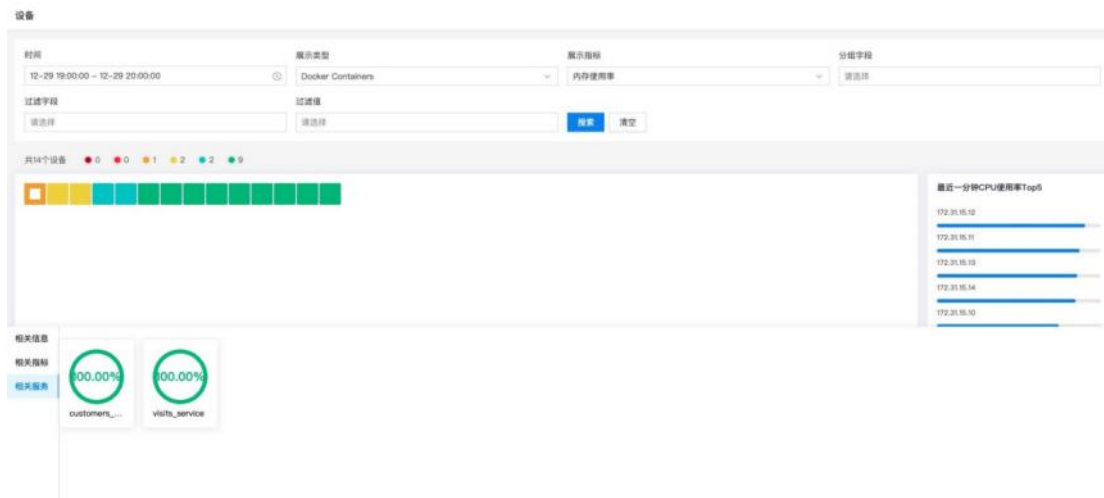 设备
时间
展示类型
展示指标
分组字段
12-29 19:00:00 ~ 12-29 20:00:00
Docker Containers
内存使用率
请选择
过滤字段
过滤值
请选择
请选择
搜索
清空
共14个设备 0 0 1 2 2 9
最近一分钟CPU使用率Top5
172.31.15.12
172.31.15.11
172.31.15.13
172.31.15.14
172.31.15.10
相关信息
相关指标
相关服务
100.00%
100.00%
customers_...
visits_service